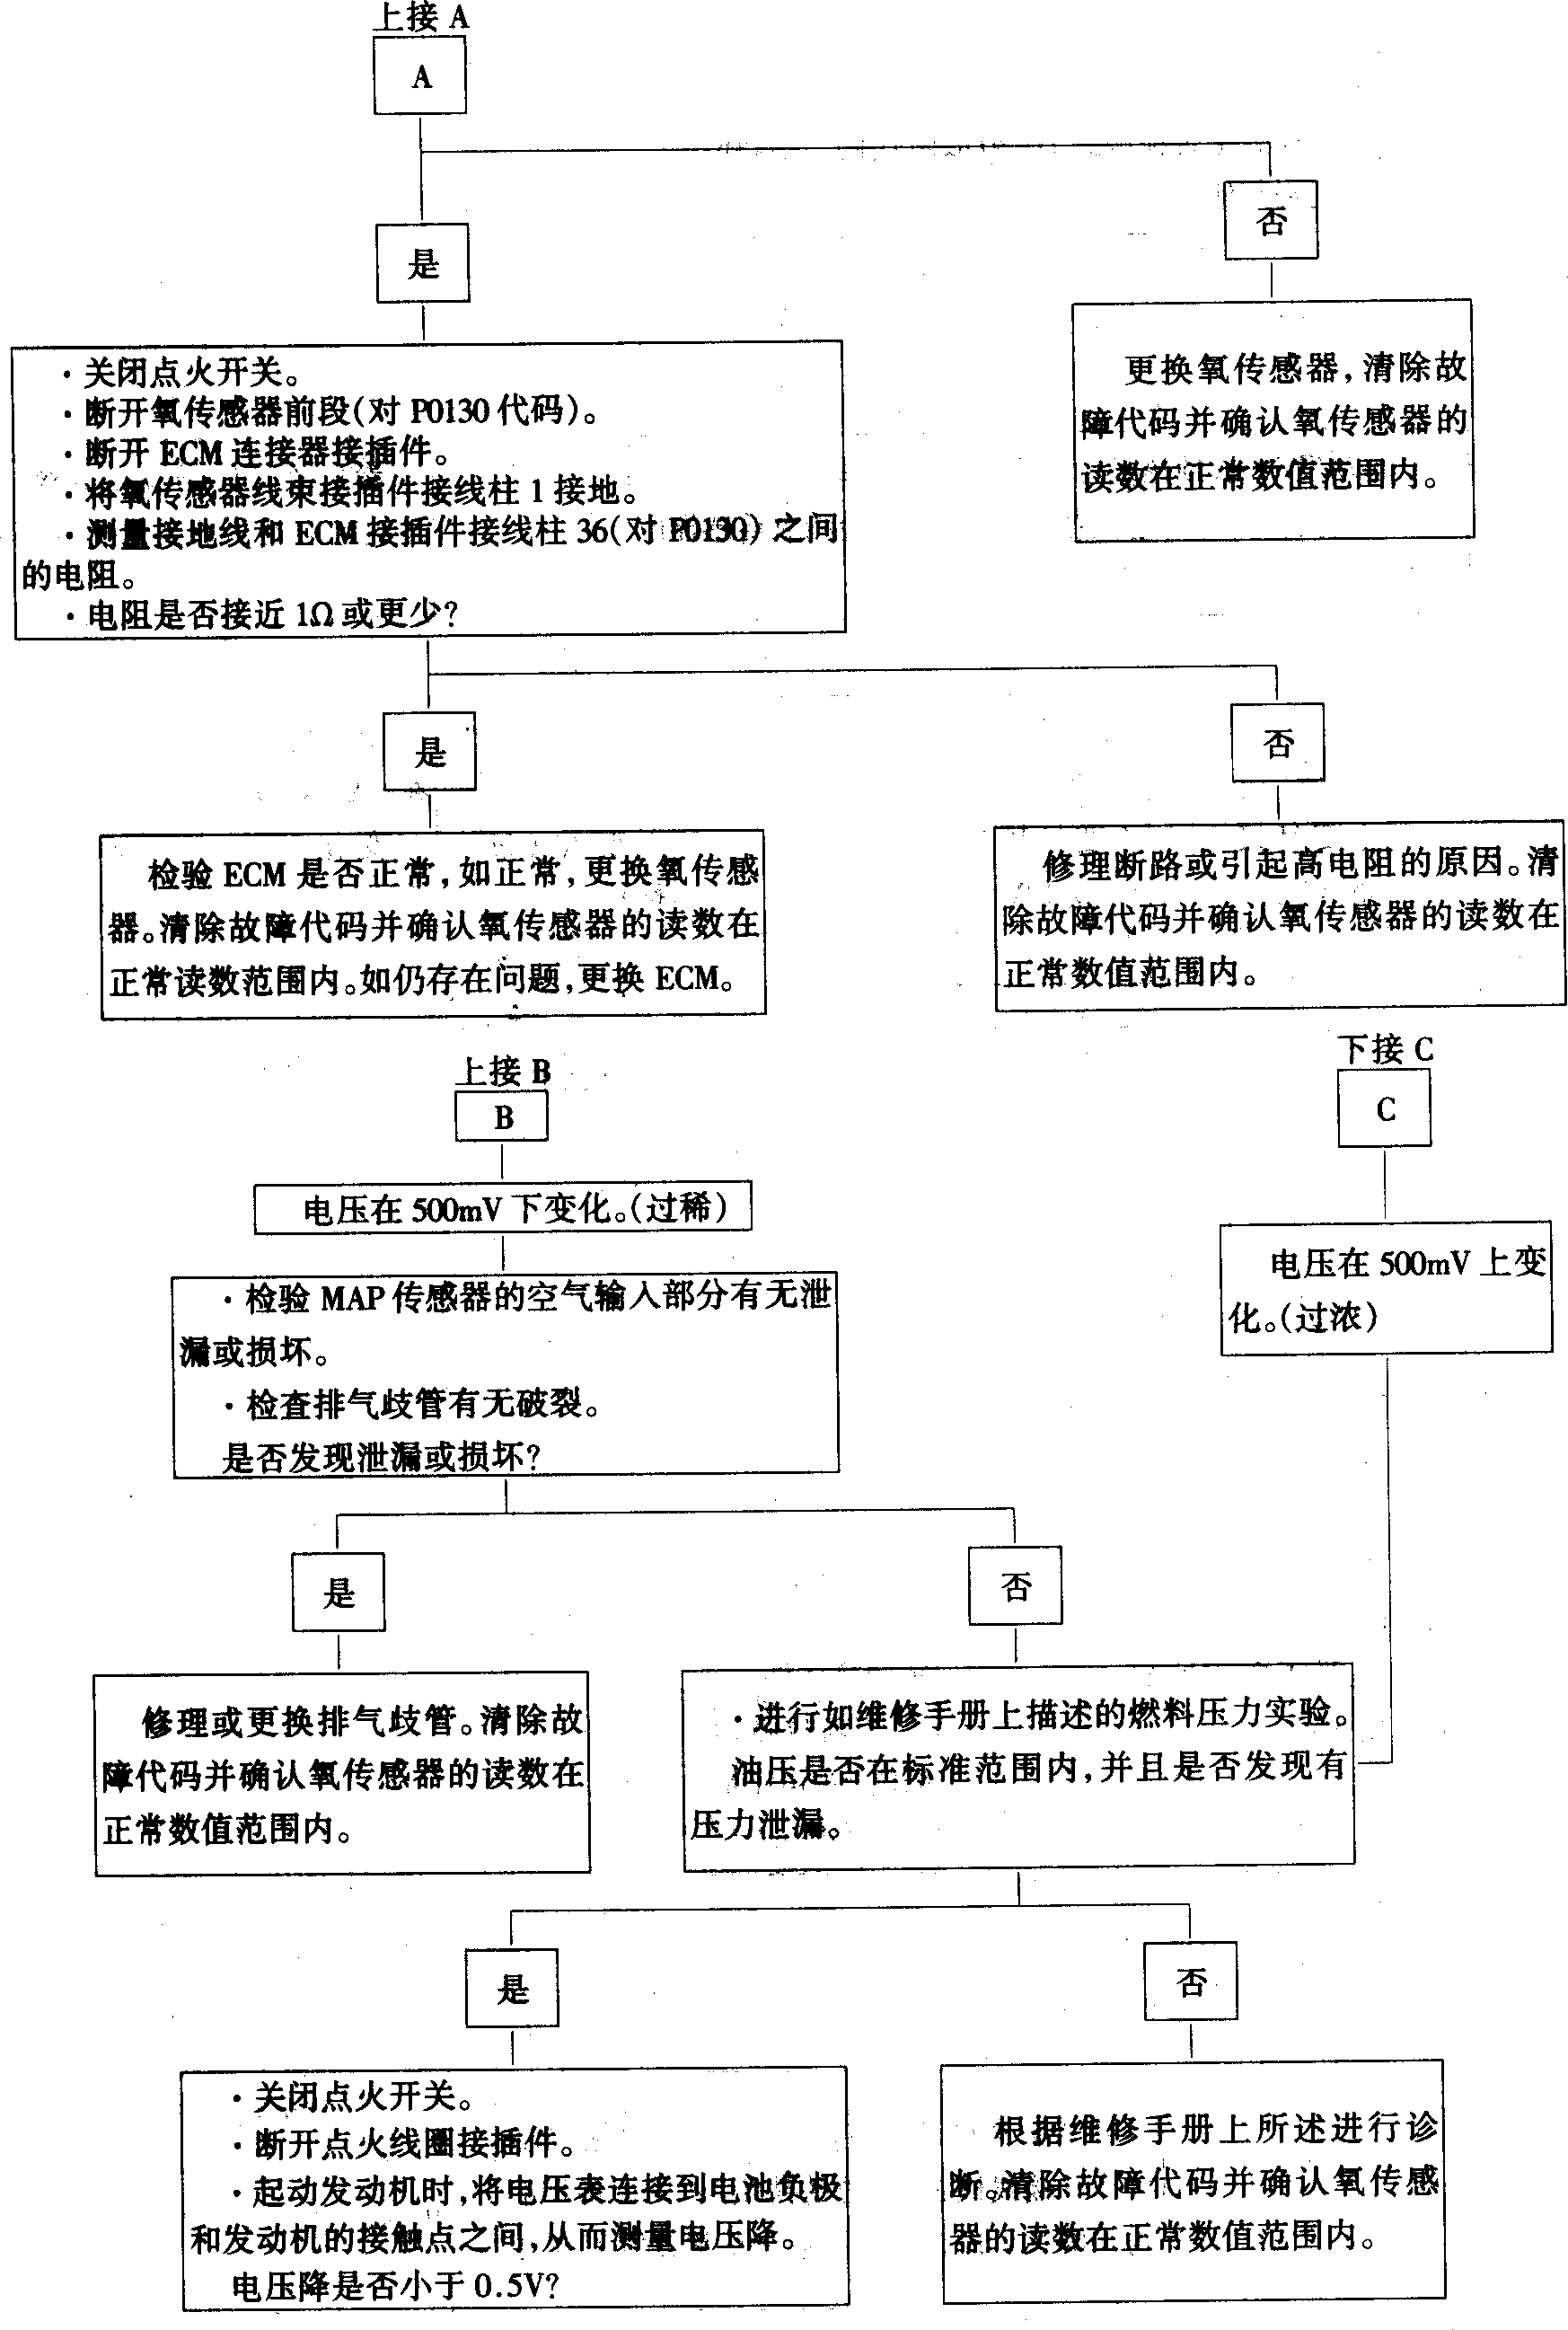 上接 A
A
否
是
·关闭点火开关。
·断开氧传感器前段(对 P0130 代码)。
·断开 ECM 连接器接插件。
·将氧传感器线束接插件接线柱 1 接地。
·测量接地线和 ECM 接插件接线柱 36(对 P0130) 之间
的电阻。
·电阻是否接近 1Ω 或更少?
更换氧传感器,清除故
障代码并确认氧传感器的
读数在正常数值范围内。
是
否
检验 ECM 是否正常,如正常,更换氧传感
器。清除故障代码并确认氧传感器的读数在
正常读数范围内。如仍存在问题,更换 ECM。
修理断路或引起高电阻的原因。清
除故障代码并确认氧传感器的读数在
正常数值范围内。
上接 B
B
下接 C
C
电压在 500mV 下变化。(过稀)
电压在 500mV 上变
化。(过浓)
·检验 MAP 传感器的空气输入部分有无泄
漏或损坏。
·检查排气歧管有无破裂。
是否发现泄漏或损坏?
是
否
修理或更换排气歧管。清除故
障代码并确认氧传感器的读数在
正常数值范围内。
·进行如维修手册上描述的燃料压力实验。
油压是否在标准范围内,并且是否发现有
压力泄漏。
是
否
·关闭点火开关。
·断开点火线圈接插件。
·起动发动机时,将电压表连接到电池负极
和发动机的接触点之间,从而测量电压降。
电压降是否小于 0.5V?
根据维修手册上所述进行诊
断。清除故障代码并确认氧传感
器的读数在正常数值范围内。